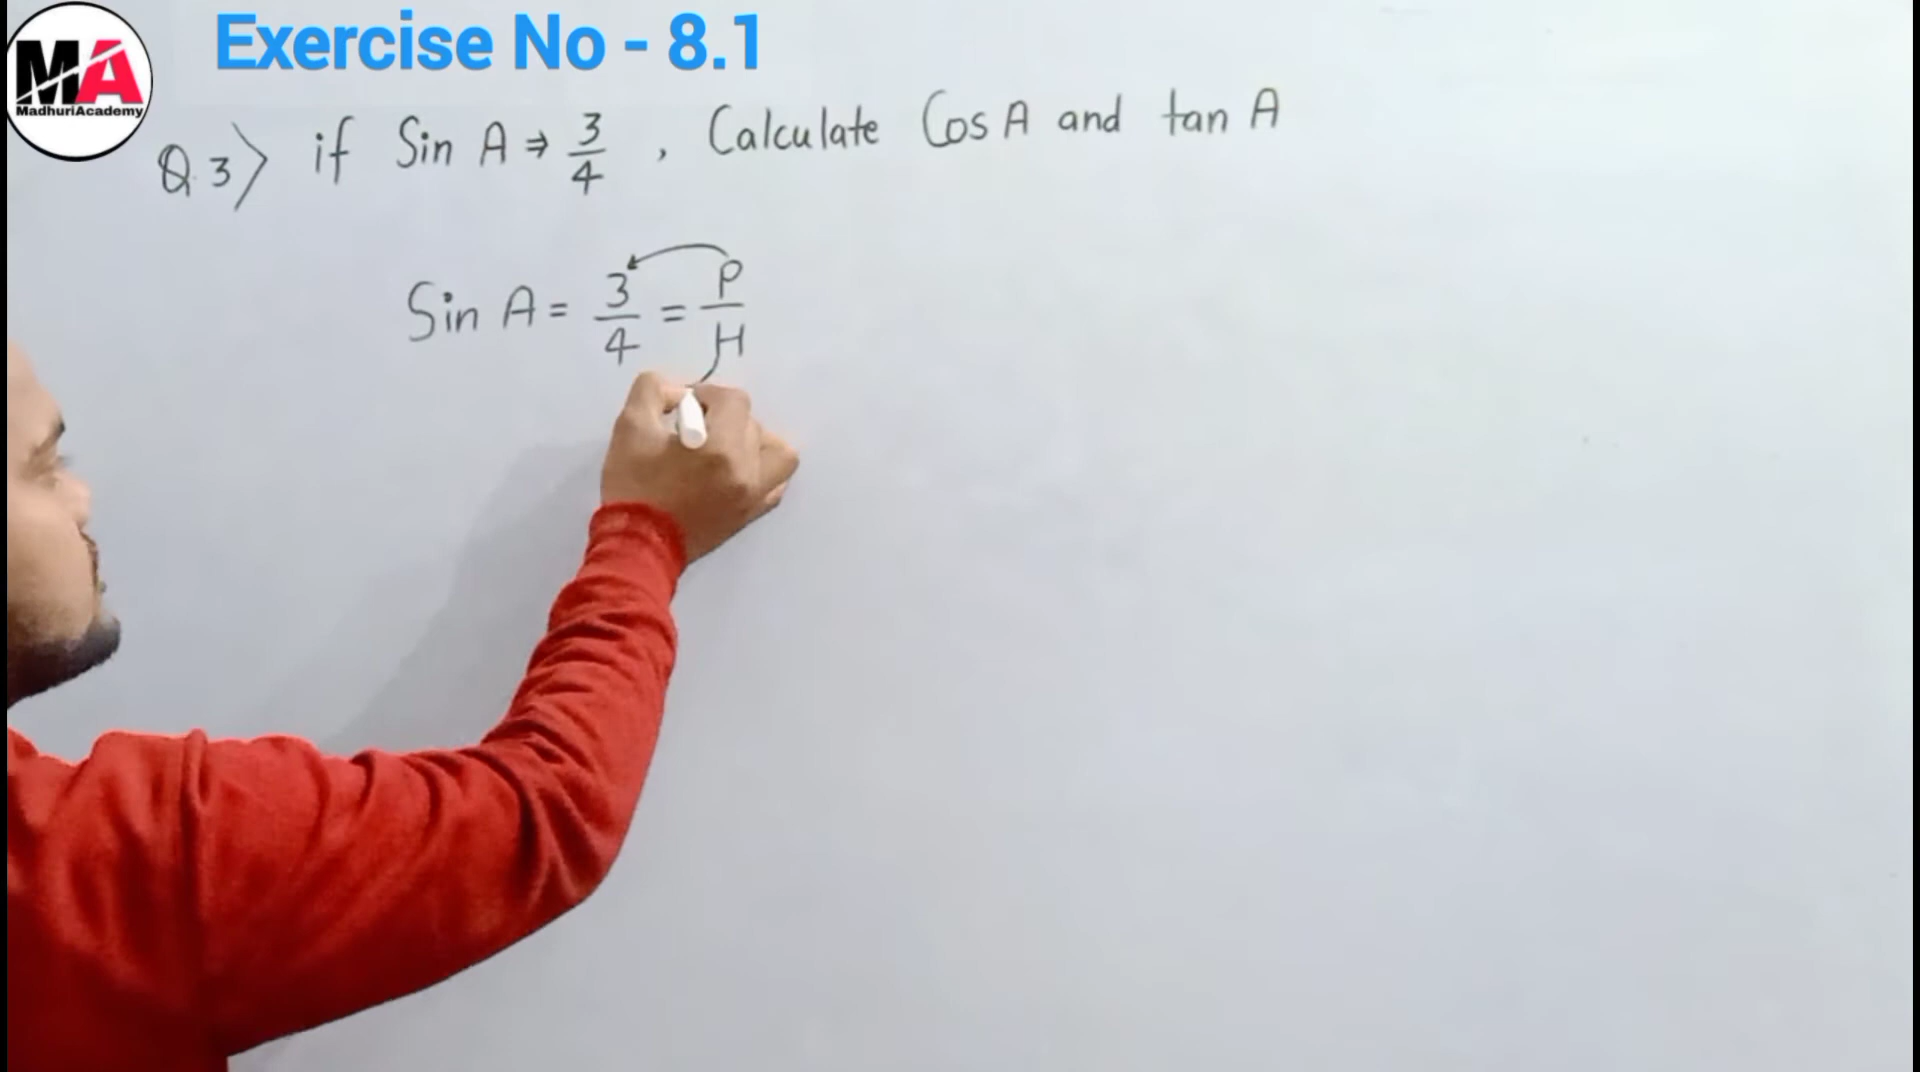 Exercise No - 8.1
MA
MadhuriAcademy
Q.3> if Sin A ⇒ 3/4 , Calculate Cos A and tan A
Sin A = 3/4 = P/H